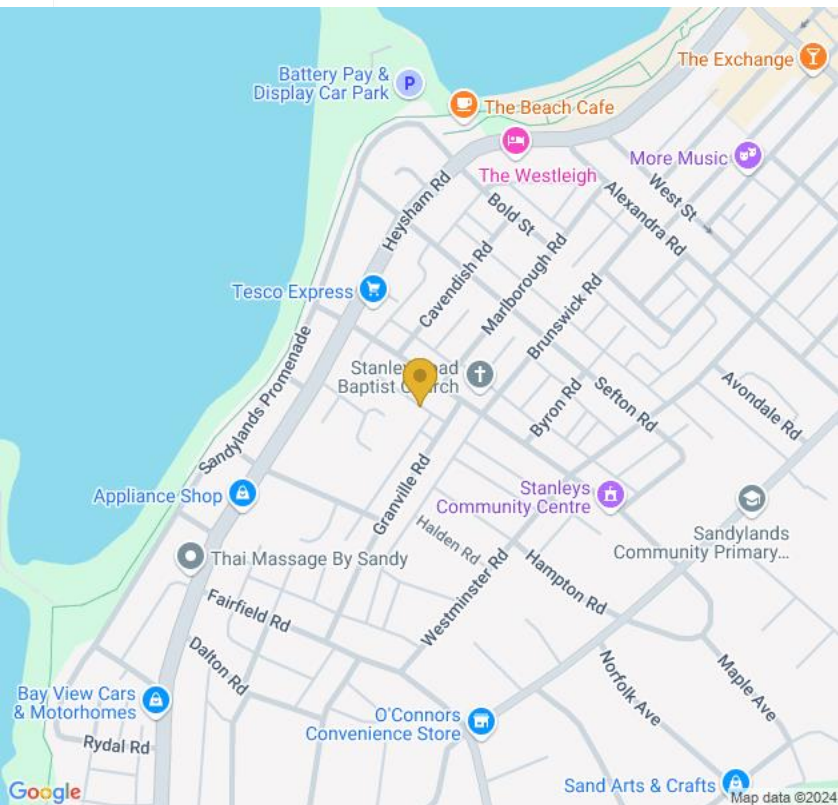 The Exchange
Battery Pay &
Display Car Park
P
The Beach Cafe
More Music
The Westleigh
West St
Alexandra Rd
Heysham Rd
Bold St
Cavendish Rd
Marlborough Rd
Tesco Express
Brunswick Rd
Sandylands Promenade
Baptist
Sefton Rd
Avondale Rd
Byron Rd
Appliance Shop
Granville Rd
Stanleys
Community Centre
Halden Rd
Sandylands
Community Primary...
Thai Massage By Sandy
Westminster Rd
Hampton Rd
Fairfield Rd
Dalton Rd
Norfolk Ave
Maple Ave
Bay View Cars
& Motorhomes
O'Connors
Convenience Store
Rydal Rd
Sand Arts & Crafts
Google
Map data ©2024